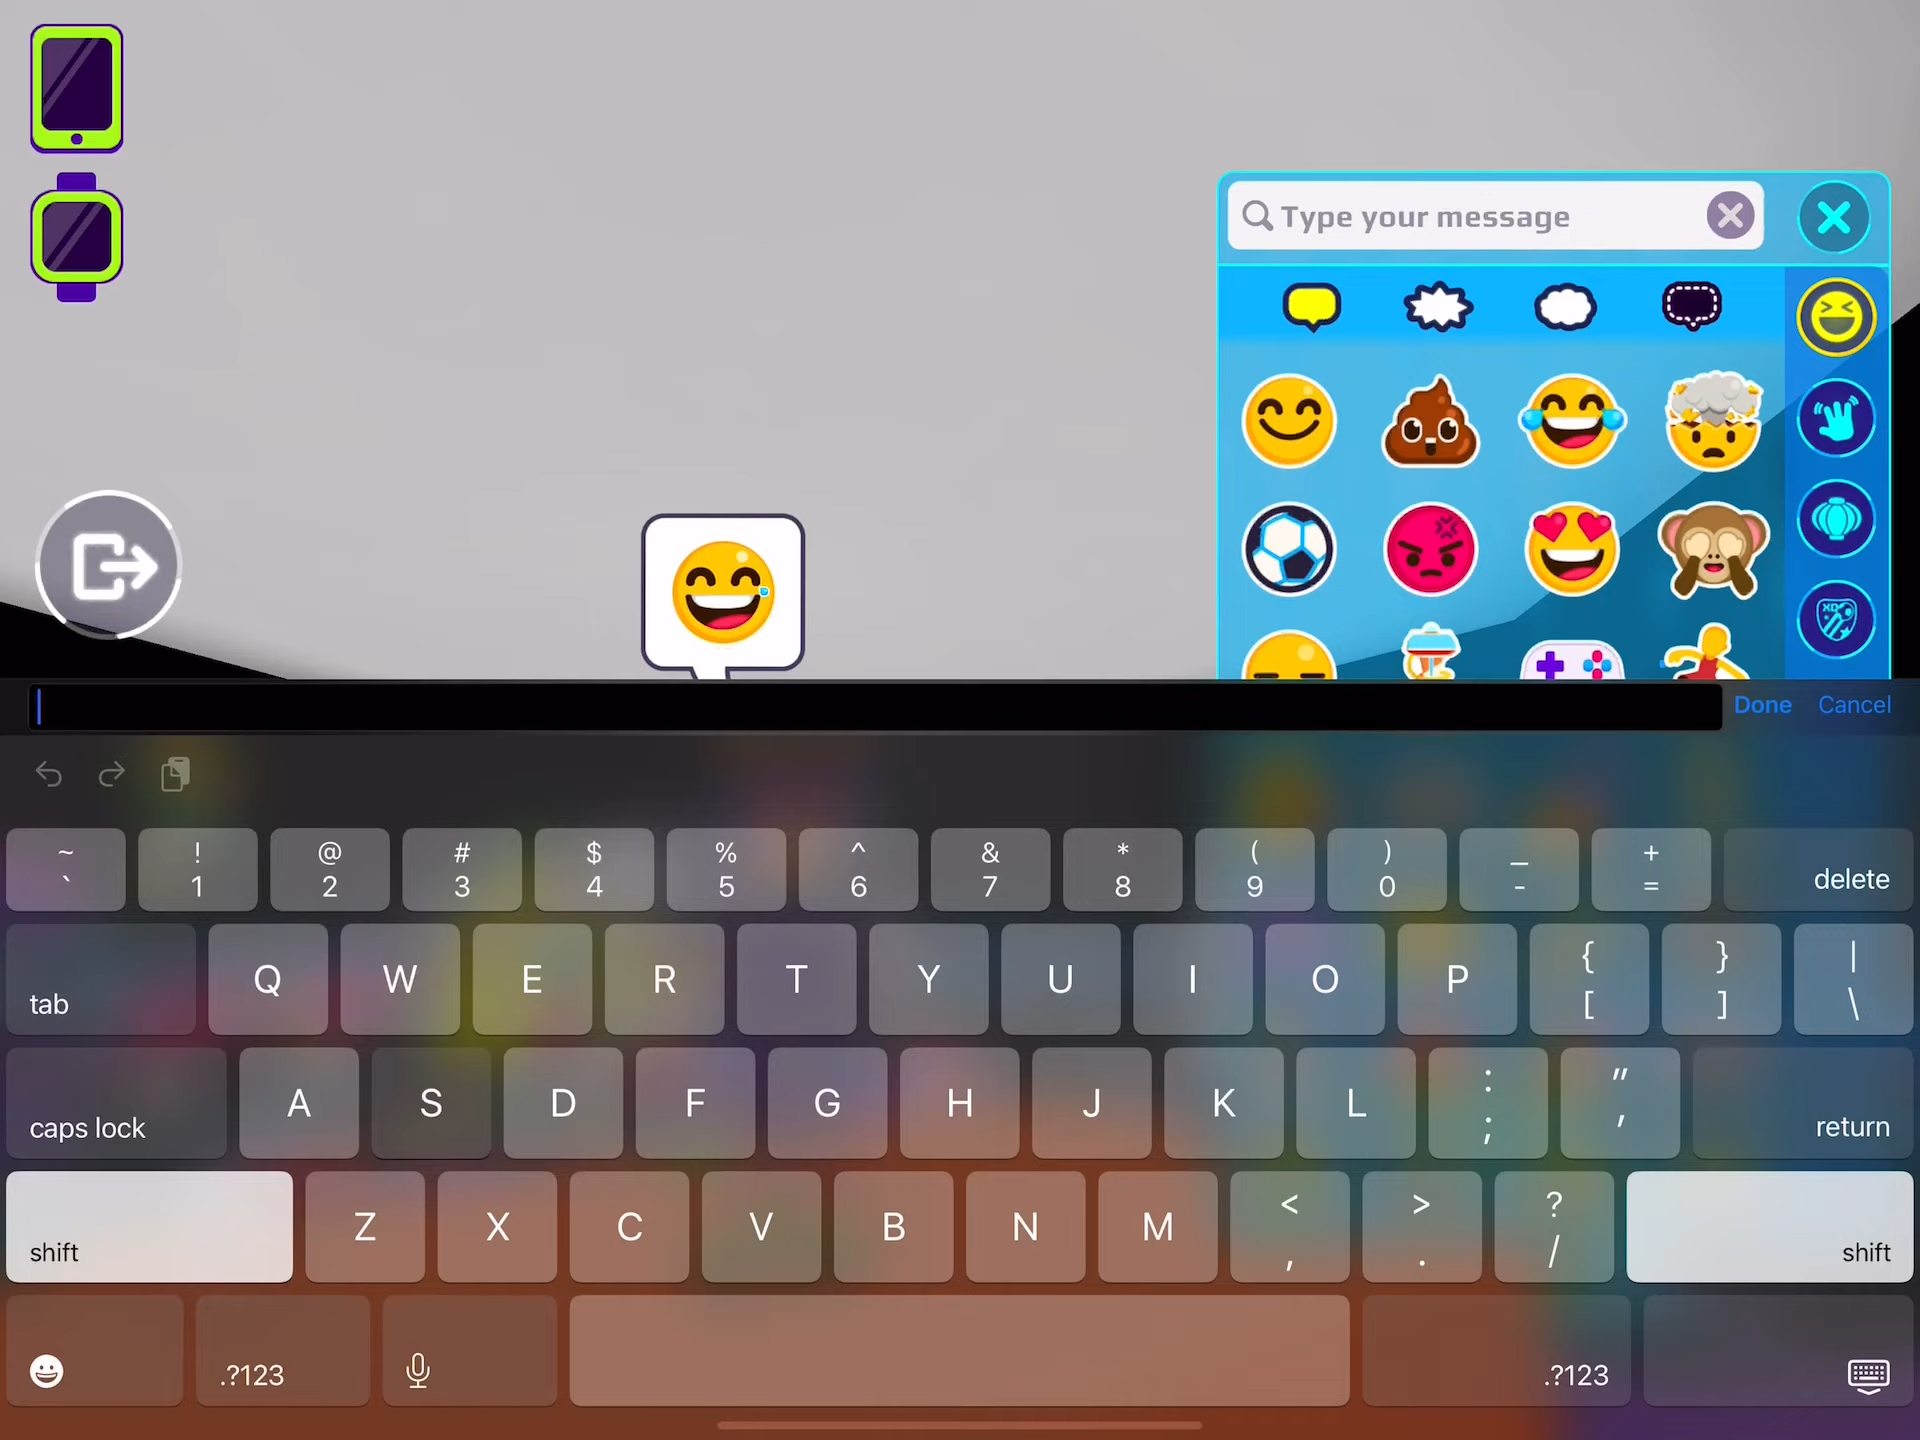 Type your message
XD
Done Cancel
~ ! @ # $ % ^ & * ( ) _ +
` 1 2 3 4 5 6 7 8 9 0 - = delete
tab Q W E R T Y U I O P { [ } ] | \
caps lock A S D F G H J K L : ; " ' return
shift Z X C V B N M < , > . ? / shift
.?123 .?123